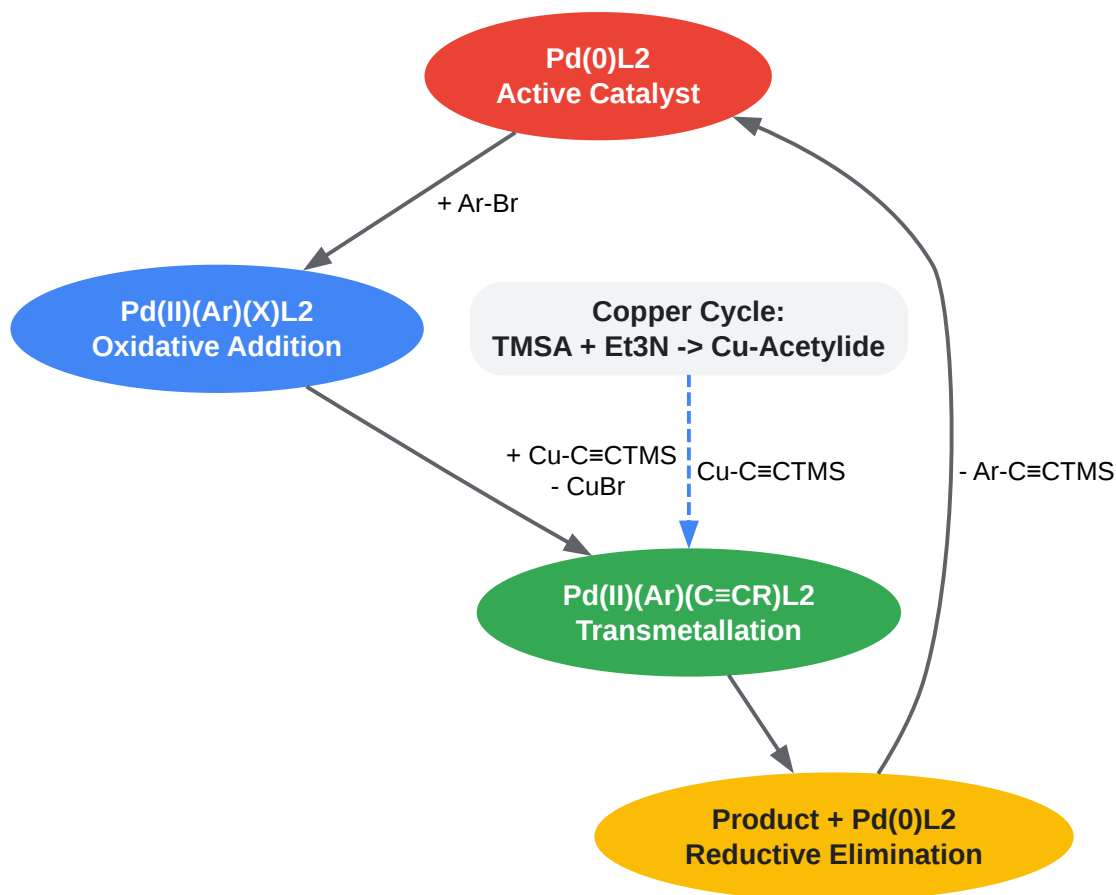 Pd(0)L2
Active Catalyst
+ Ar-Br
Pd(II)(Ar)(X)L2
Oxidative Addition
Copper Cycle:
TMSA + Et3N -> Cu-Acetylide
+ Cu-C≡CTMS
- CuBr
Cu-C≡CTMS
- Ar-C≡CTMS
Pd(II)(Ar)(C≡CR)L2
Transmetallation
Product + Pd(0)L2
Reductive Elimination